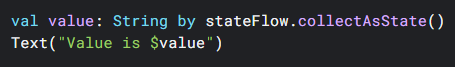 val value: String by stateFlow.collectAsState()
Text("Value is $value")